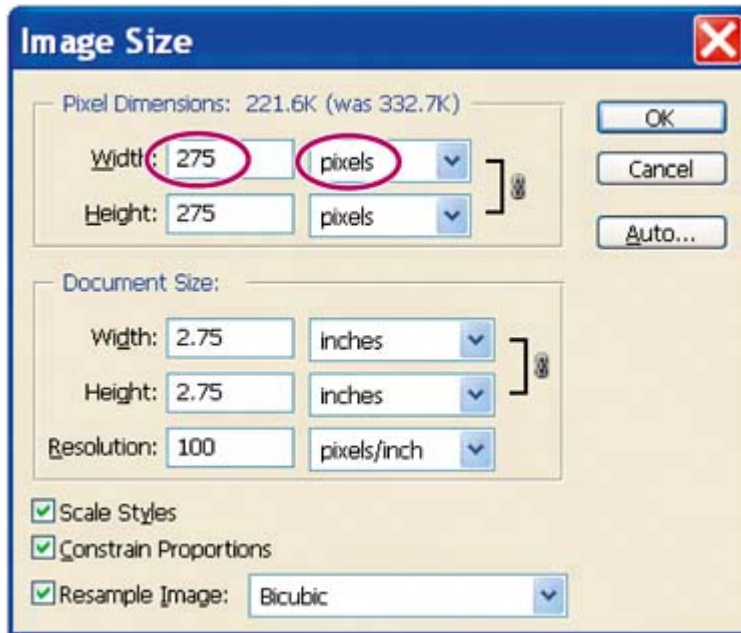 Image Size
Pixel Dimensions: 221.6K (was 332.7K)
Width: 275 pixels
Height: 275 pixels
OK
Cancel
Auto...
Document Size:
Width: 2.75 inches
Height: 2.75 inches
Resolution: 100 pixels/inch
Scale Styles
Constrain Proportions
Resample Image: Bicubic